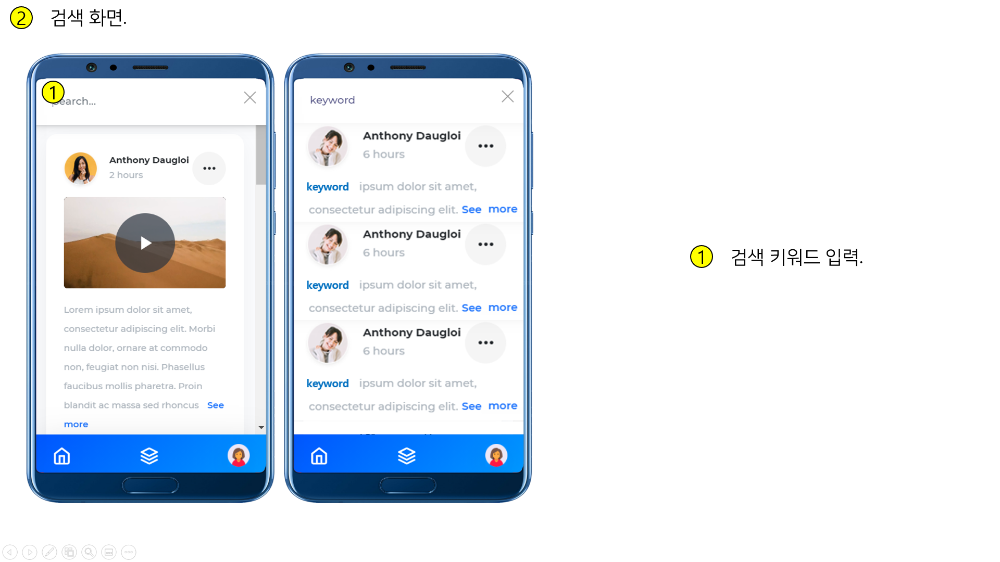 2 검색 화면.
1
search...
Anthony Daugloi
2 hours
Lorem ipsum dolor sit amet,
consectetur adipiscing elit. Morbi
nulla dolor, ornare at commodo
non, feugiat non nisi. Phasellus
faucibus mollis pharetra. Proin
blandit ac massa sed rhoncus See
more
keyword
Anthony Daugloi
6 hours
keyword ipsum dolor sit amet,
consectetur adipiscing elit. See more
Anthony Daugloi
6 hours
keyword ipsum dolor sit amet,
consectetur adipiscing elit. See more
Anthony Daugloi
6 hours
keyword ipsum dolor sit amet,
consectetur adipiscing elit. See more
1 검색 키워드 입력.